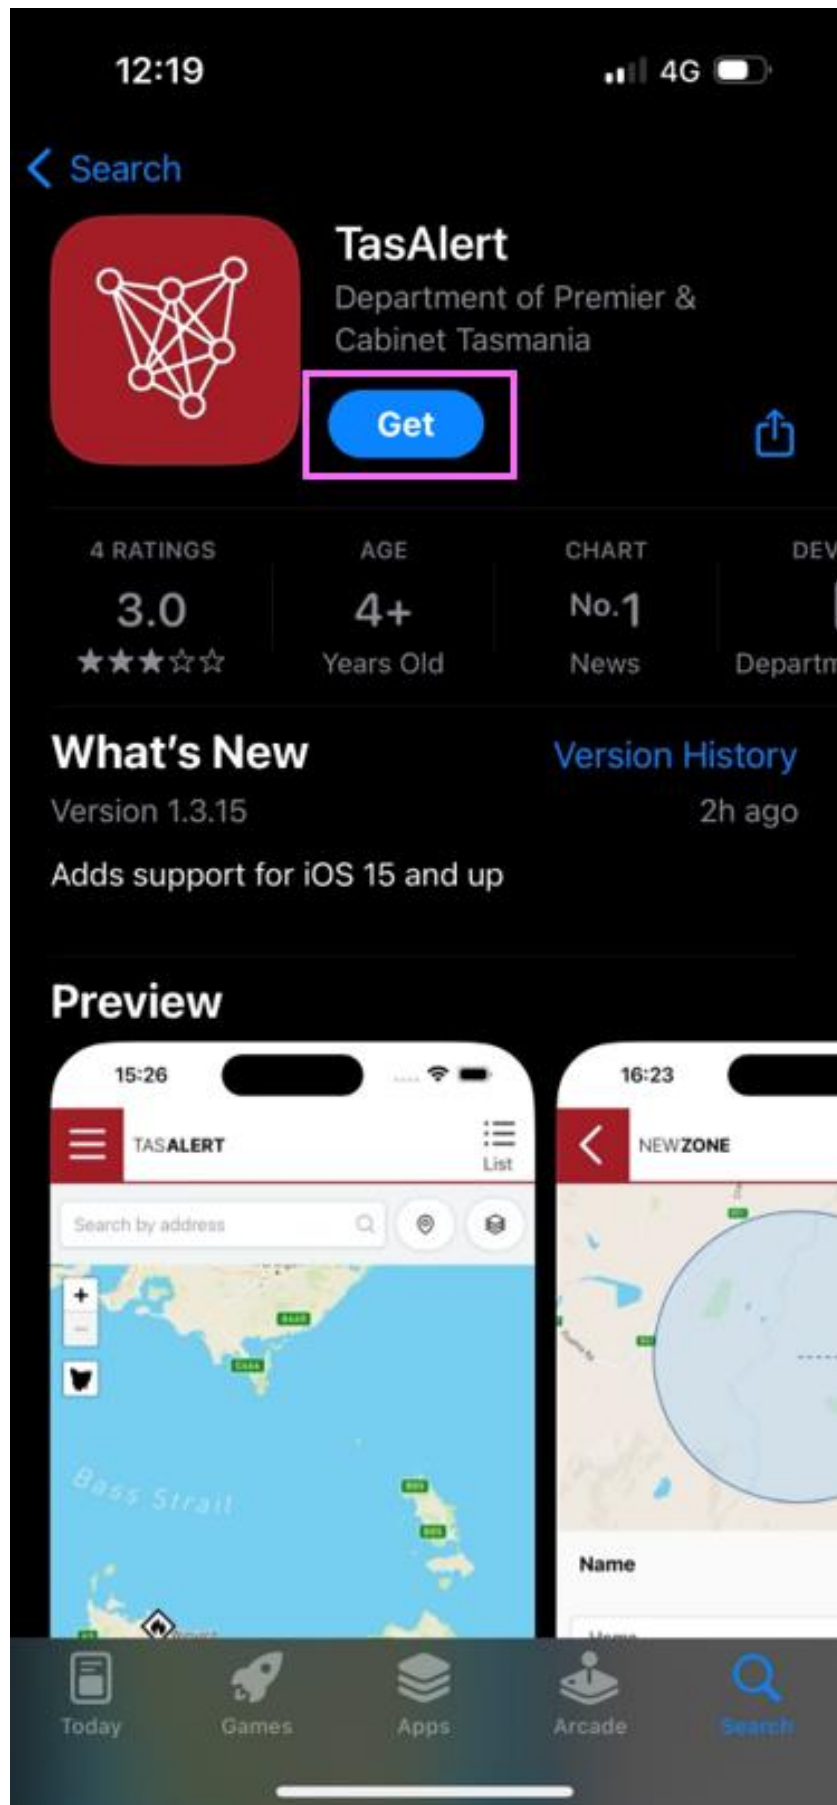 12:19
4G
Search
TasAlert
Department of Premier &
Cabinet Tasmania
Get
4 RATINGS
AGE
CHART
DEV
3.0
4+
No.1
Years Old
News
Departm
What's New
Version History
Version 1.3.15
2h ago
Adds support for iOS 15 and up
Preview
15:26
16:23
TASALERT
List
NEWZONE
Search by address
+
−
Bass Strait
Name
Today
Games
Apps
Arcade
Search